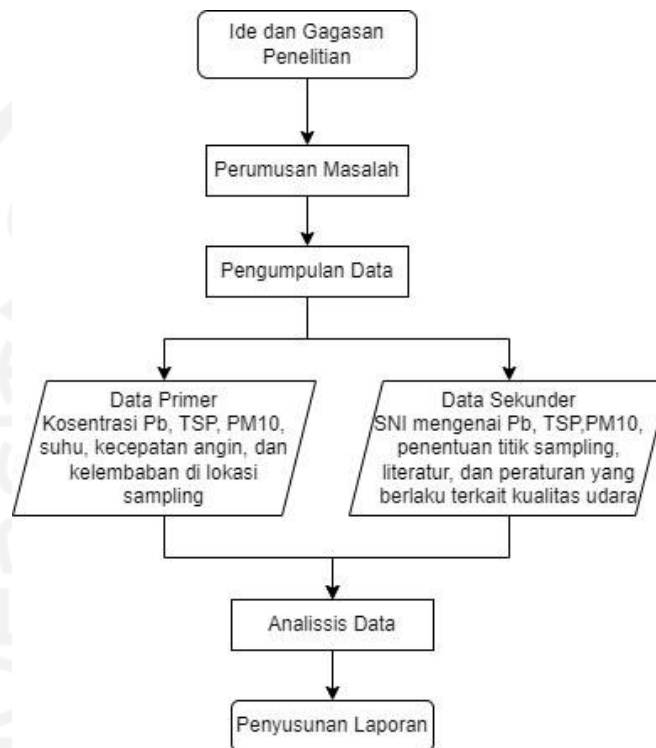 Ide dan Gagasan
Penelitian
Perumusan Masalah
Pengumpulan Data
Data Primer
Kosentrasi Pb, TSP, PM10,
suhu, kecepatan angin, dan
kelembaban di lokasi
sampling
Data Sekunder
SNI mengenai Pb, TSP,PM10,
penentuan titik sampling,
literatur, dan peraturan yang
berlaku terkait kualitas udara
Analissis Data
Penyusunan Laporan